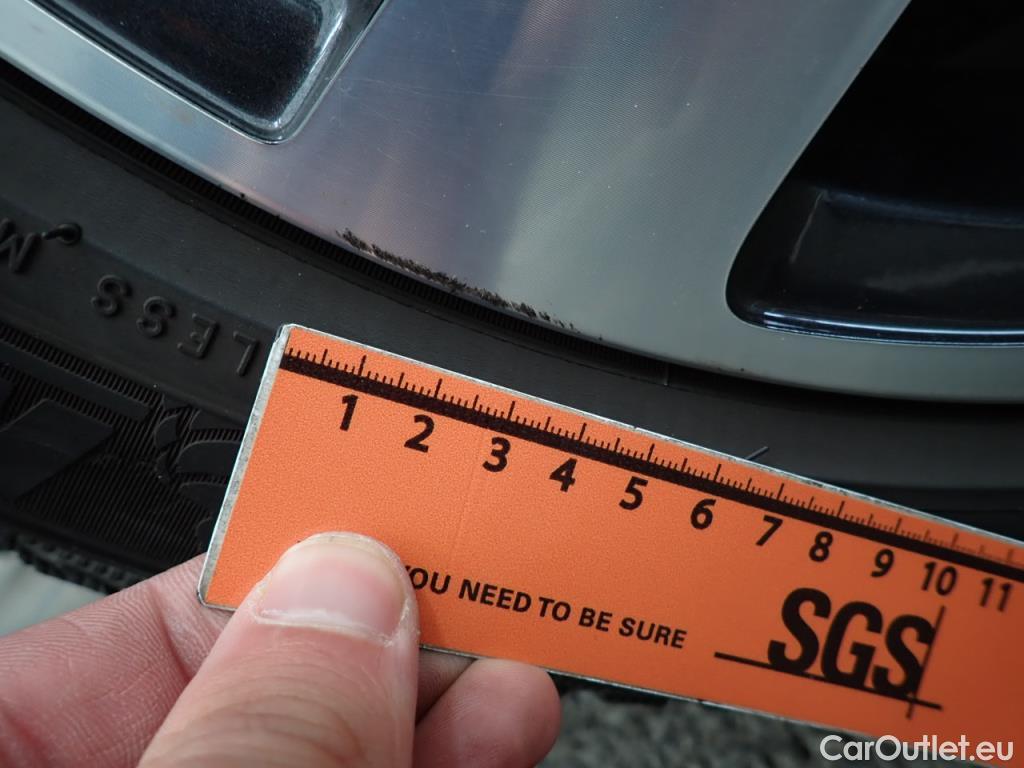 M
LESS
1 2 3 4 5 6 7 8 9 10 11
YOU NEED TO BE SURE
SGS
CarOutlet.eu